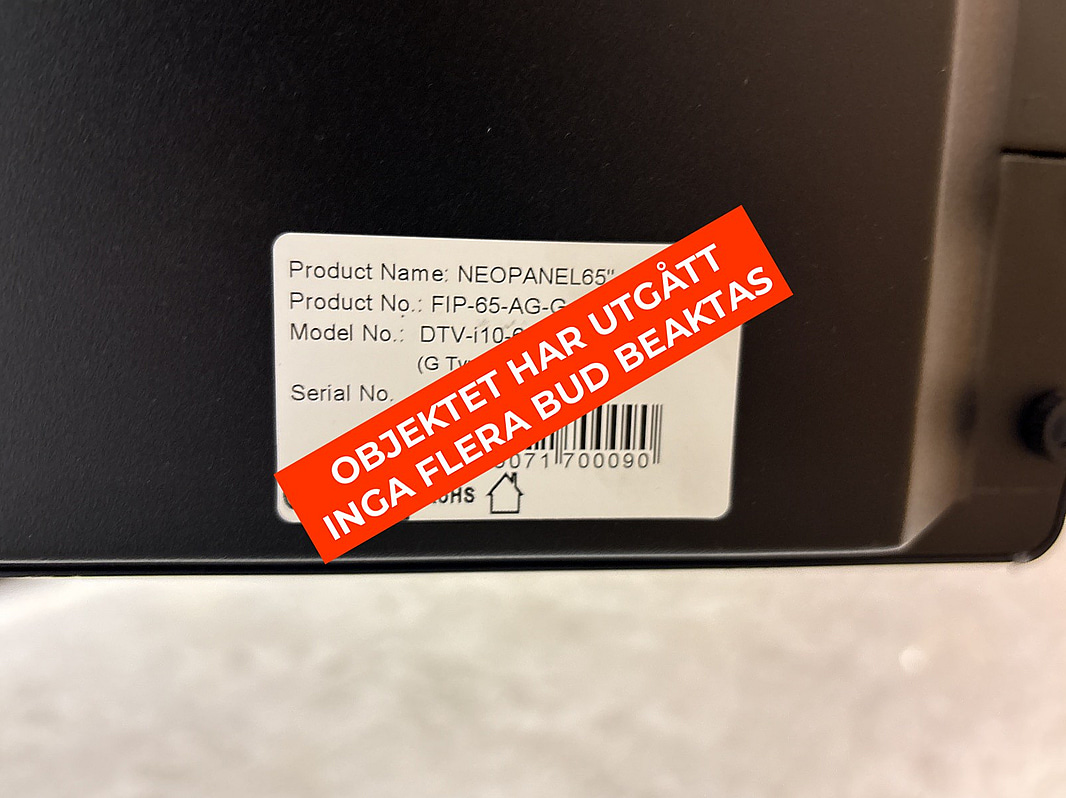 Product Name: NEOPANEL65"
Product No.: FIP-65-AG-G
Model No.: DTV-i10-
(G
Serial No.
0071700090
OBJEKTET HAR UTGÅTT
INGA FLERA BUD BEAKTAS